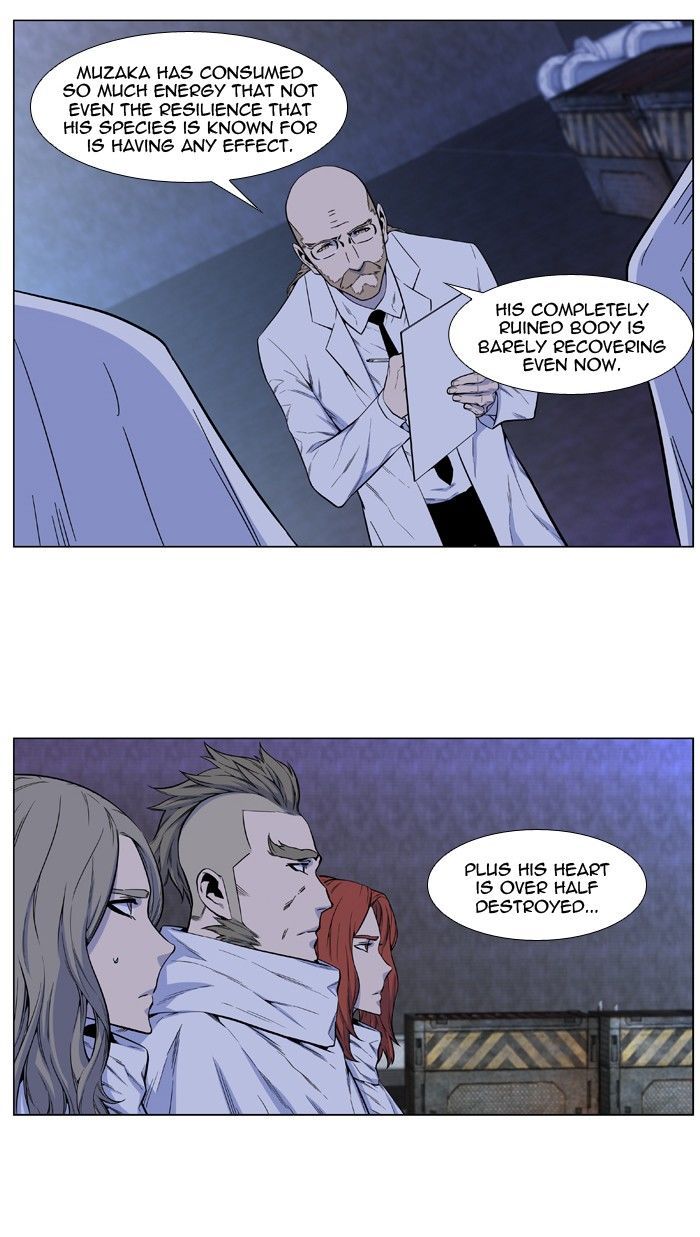 MUZAKA HAS CONSUMED
SO MUCH ENERGY THAT NOT
EVEN THE RESILIENCE THAT
HIS SPECIES IS KNOWN FOR
IS HAVING ANY EFFECT.
HIS COMPLETELY
RUINED BODY IS
BARELY RECOVERING
EVEN NOW.
PLUS HIS HEART
IS OVER HALF
DESTROYED...